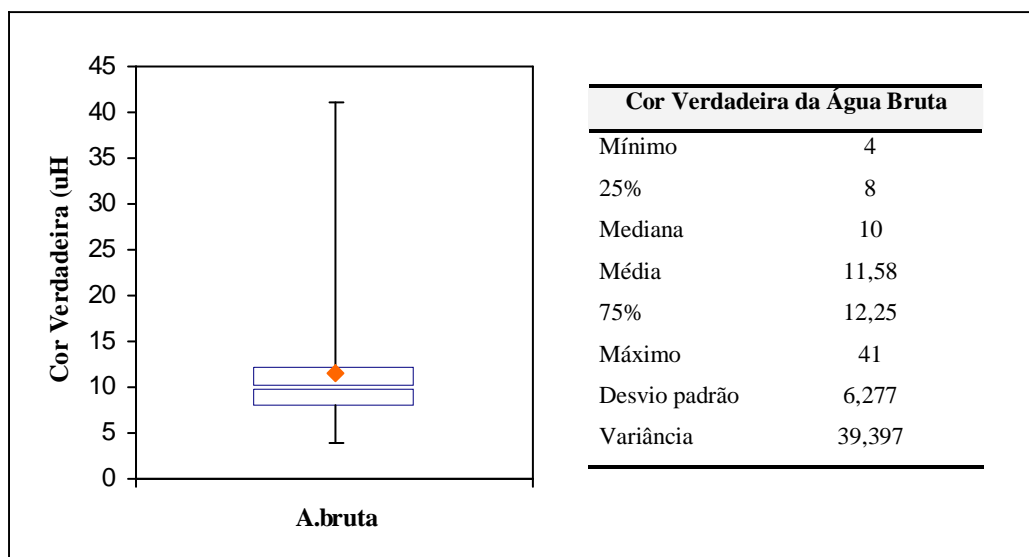 45
40
35
30
25
20
15
10
5
0
Cor Verdadeira (uH
A.bruta
Cor Verdadeira da Água Bruta
Mínimo 4
25% 8
Mediana 10
Média 11,58
75% 12,25
Máximo 41
Desvio padrão 6,277
Variância 39,397